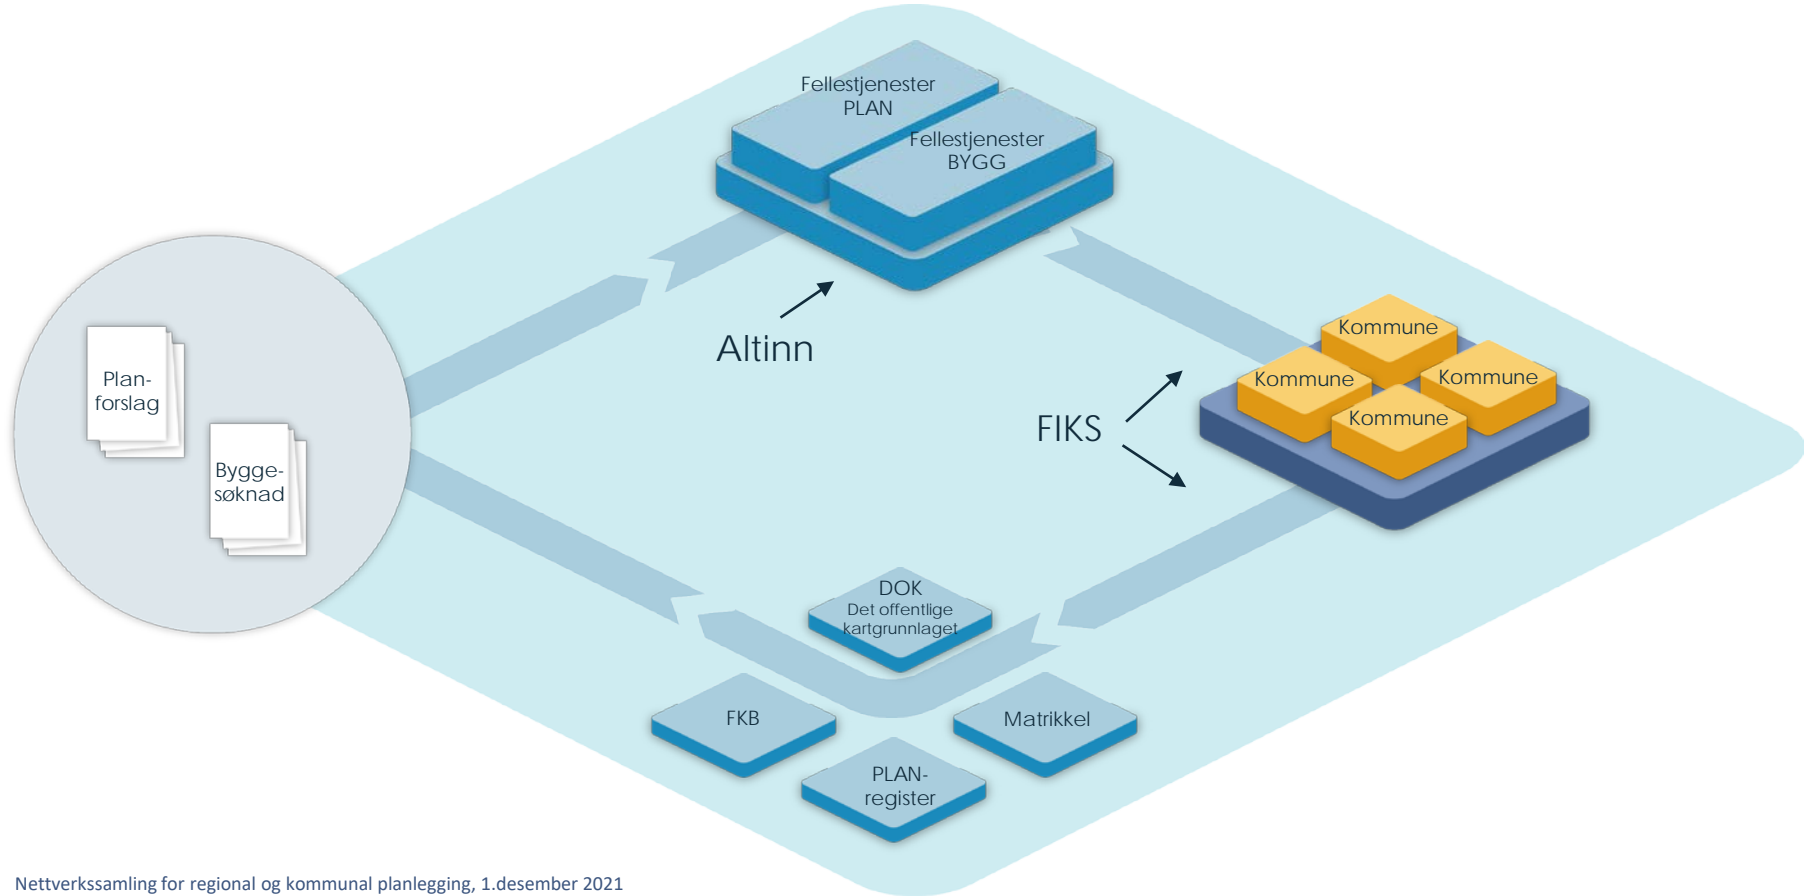 Fellestjenester
PLAN
Fellestjenester
BYGG
Altinn
Kommune
Kommune
Kommune
Kommune
FIKS
Plan-
forslag
Bygge-
søknad
DOK
Det offentlige
kartgrunnlaget
FKB
Matrikkel
PLAN-
register
Nettverkssamling for regional og kommunal planlegging, 1.desember 2021